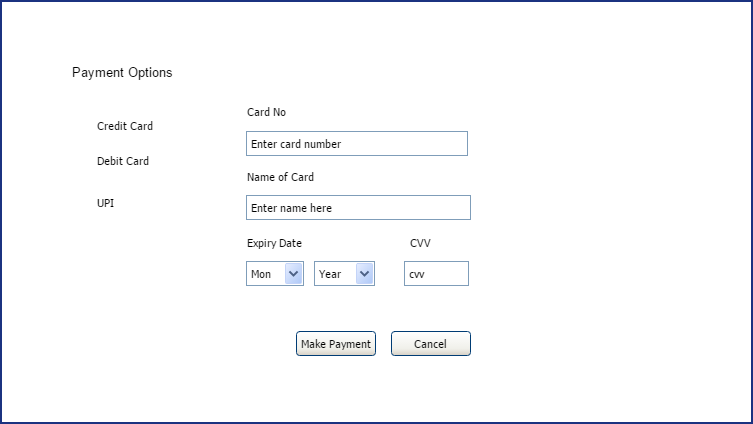 Payment Options
Credit Card
Debit Card
UPI
Card No
Enter card number
Name of Card
Enter name here
Expiry Date CVV
Mon Year cvv
Make Payment Cancel